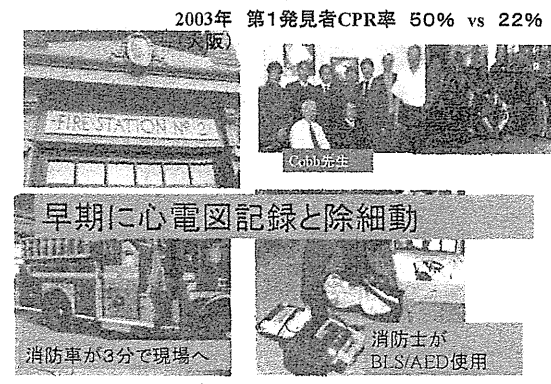 2003年 第1発見者CPR率 50% vs 22%
(大阪)
FIRE STATION Nº 2
Cobb先生
早期に心電図記録と除細動
消防車が3分で現場へ
消防士が
BLS/AED使用